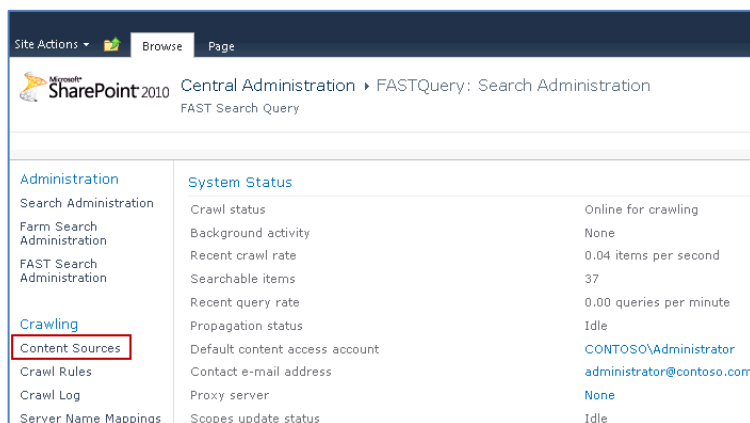 Site Actions Browse Page
Microsoft
SharePoint 2010
Central Administration FASTQuery: Search Administration
FAST Search Query
Administration
Search Administration
Farm Search
Administration
FAST Search
Administration
Crawling
Content Sources
Crawl Rules
Crawl Log
Server Name Mappings
System Status
Crawl status Online for crawling
Background activity None
Recent crawl rate 0.04 items per second
Searchable items 37
Recent query rate 0.00 queries per minute
Propagation status Idle
Default content access account CONTOSO\Administrator
Contact e-mail address administrator@contoso.com
Proxy server None
Scopes update status Idle